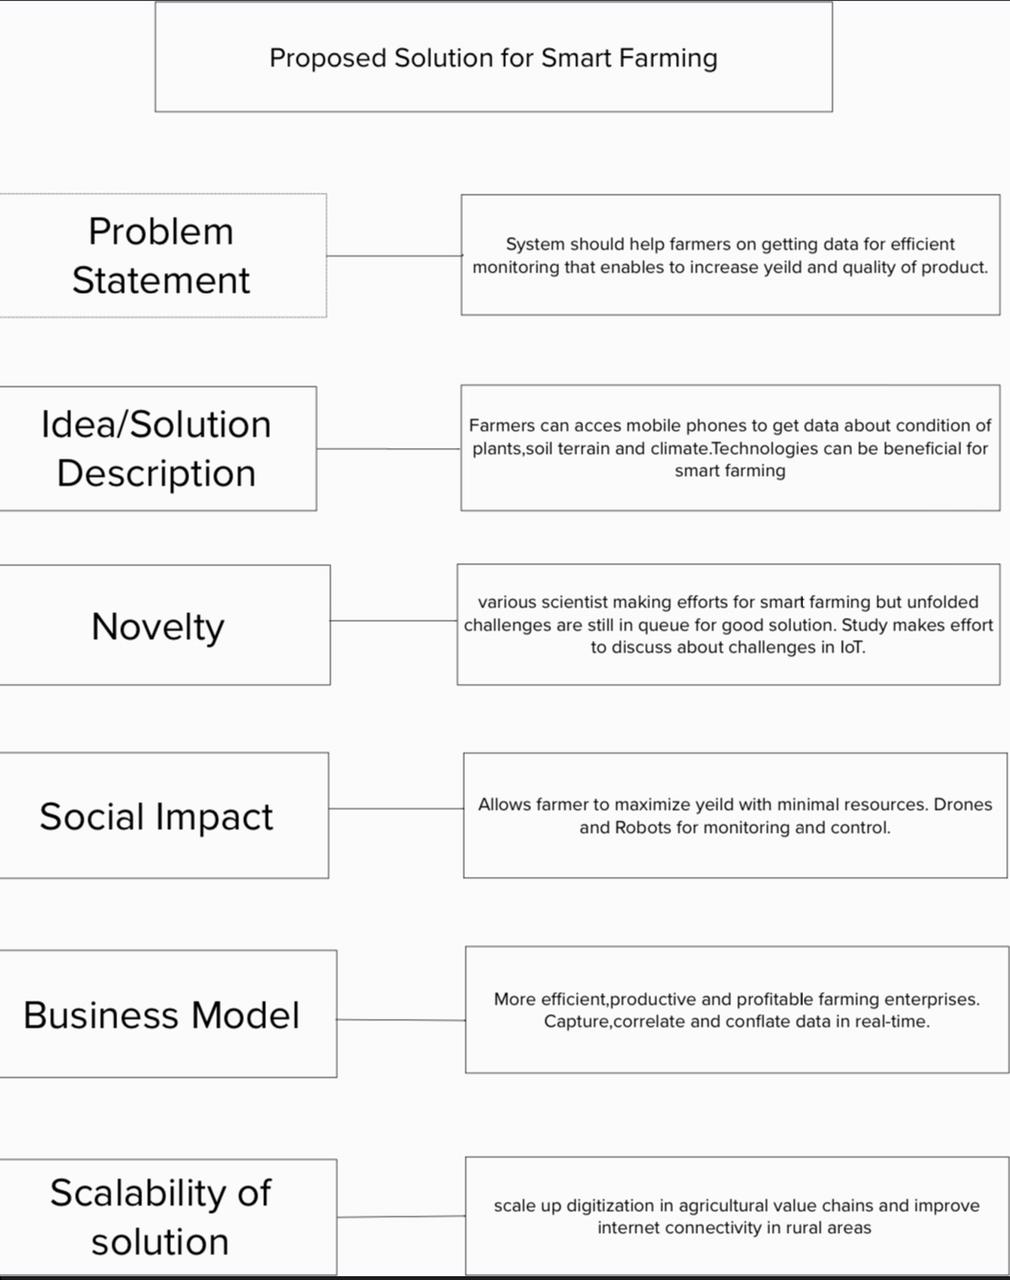 Proposed Solution for Smart Farming
Problem
Statement
System should help farmers on getting data for efficient
monitoring that enables to increase yeild and quality of product.
Idea/Solution
Description
Farmers can acces mobile phones to get data about condition of
plants,soil terrain and climate.Technologies can be beneficial for
smart farming
Novelty
various scientist making efforts for smart farming but unfolded
challenges are still in queue for good solution. Study makes effort
to discuss about challenges in IoT.
Social Impact
Allows farmer to maximize yeild with minimal resources. Drones
and Robots for monitoring and control.
Business Model
More efficient,productive and profitable farming enterprises.
Capture,correlate and conflate data in real-time.
Scalability of
solution
scale up digitization in agricultural value chains and improve
internet connectivity in rural areas